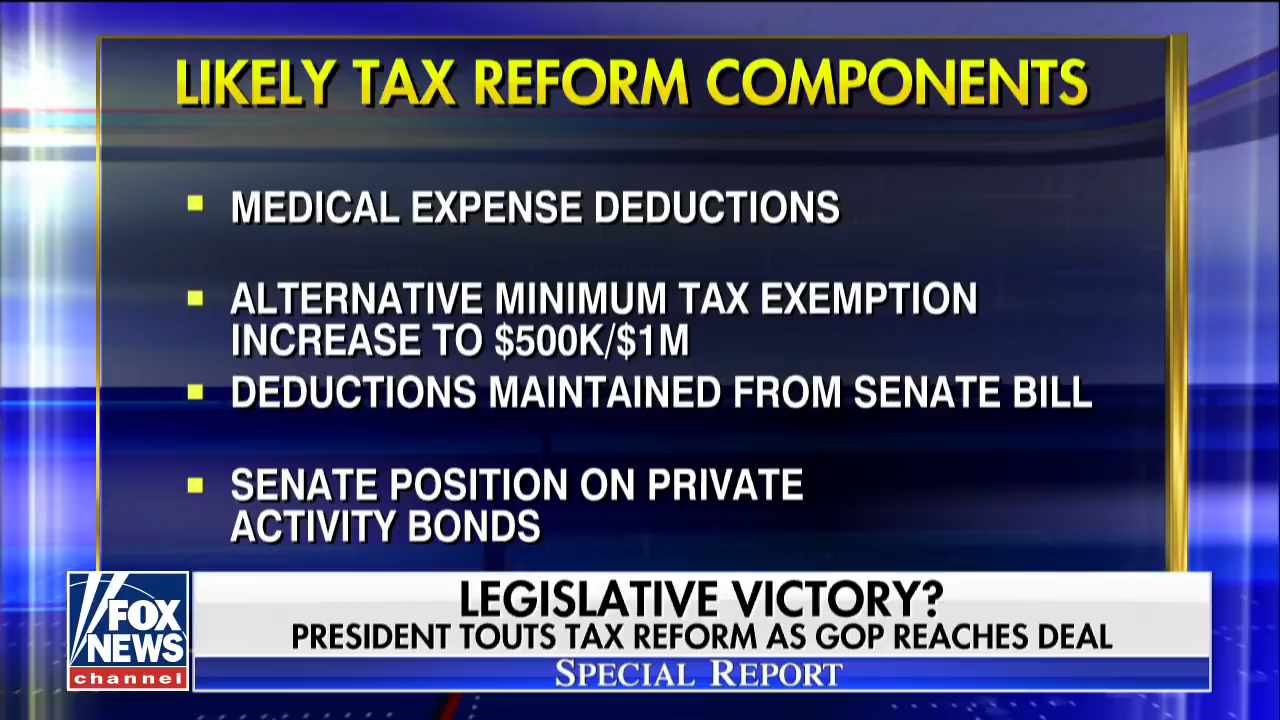 LIKELY TAX REFORM COMPONENTS
MEDICAL EXPENSE DEDUCTIONS
ALTERNATIVE MINIMUM TAX EXEMPTION
INCREASE TO $500K/$1M
DEDUCTIONS MAINTAINED FROM SENATE BILL
SENATE POSITION ON PRIVATE
ACTIVITY BONDS
LEGISLATIVE VICTORY?
PRESIDENT TOUTS TAX REFORM AS GOP REACHES DEAL
SPECIAL REPORT
FOX
NEWS
channel